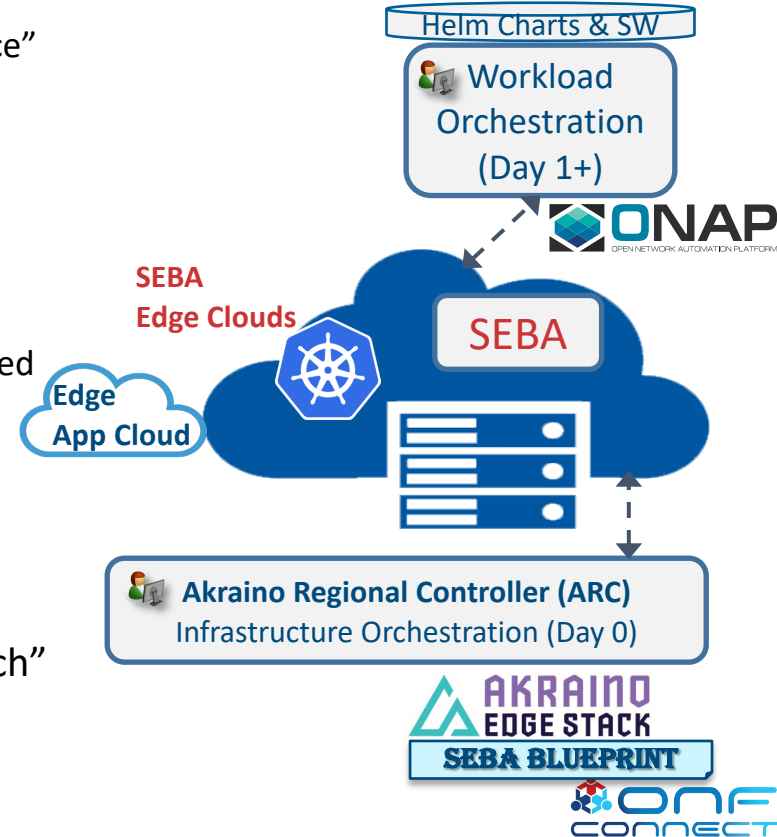 Helm Charts & SW
ce”
Workload
Orchestration
(Day 1+)
ONAP
OPEN NETWORK AUTOMATION PLATFORM
SEBA
Edge Clouds
SEBA
ed
Edge
App Cloud
Akraino Regional Controller (ARC)
Infrastructure Orchestration (Day 0)
ch”
AKRAINO
EDGE STACK
SEBA BLUEPRINT
ONF
CONNECT